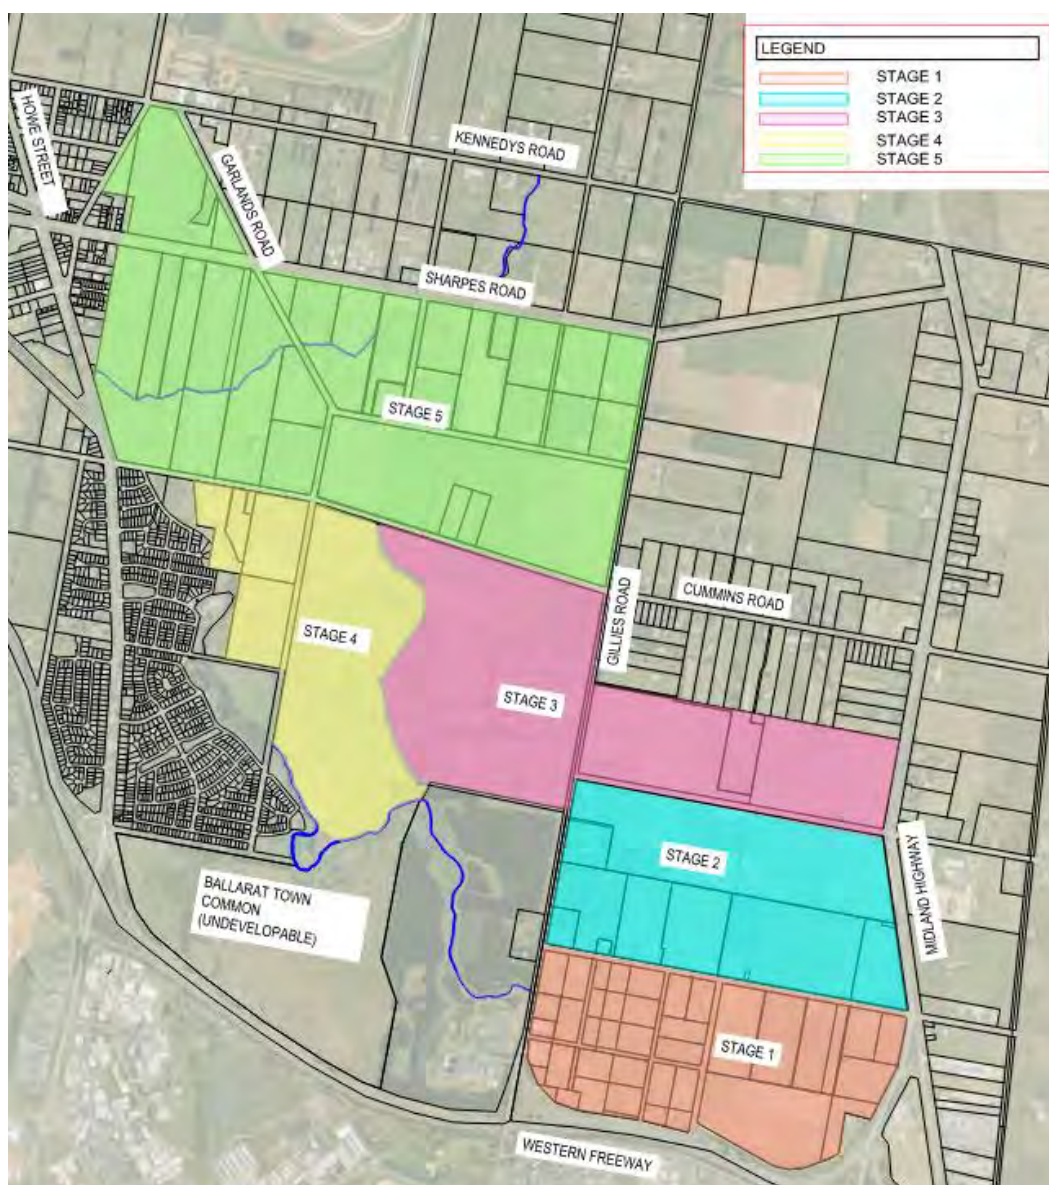 LEGEND
STAGE 1
STAGE 2
STAGE 3
STAGE 4
STAGE 5
HOWE STREET
KENNEDYS ROAD
GARLANDS ROAD
SHARPES ROAD
STAGE 5
CUMMINS ROAD
GILLIES ROAD
STAGE 4
STAGE 3
STAGE 2
MIDLAND HIGHWAY
BALLARAT TOWN
COMMON
(UNDEVELOPABLE)
STAGE 1
WESTERN FREEWAY